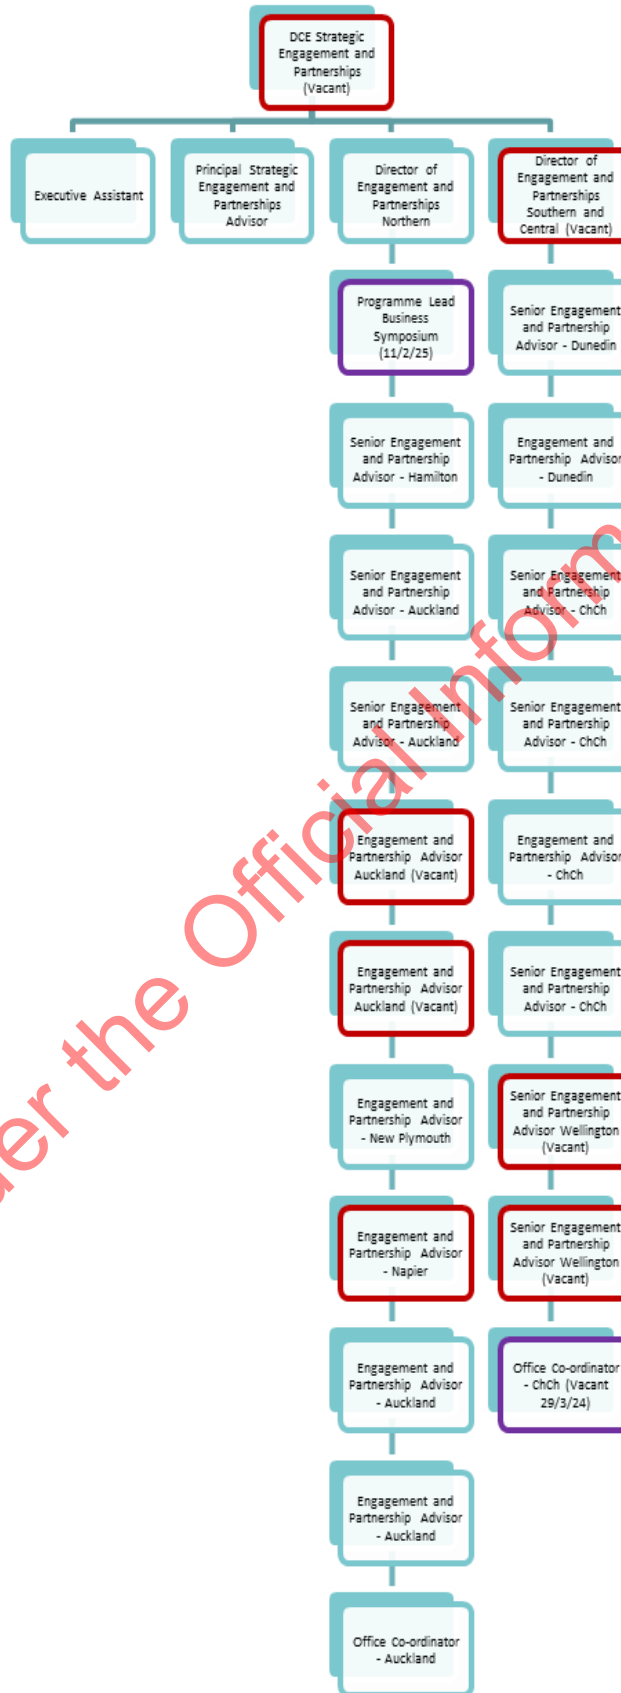 DCE Strategic
Engagement and
Partnerships
(Vacant)
Executive Assistant
Principal Strategic
Engagement and
Partnerships
Advisor
Director of
Engagement and
Partnerships
Northern
Director of
Engagement and
Partnerships
Southern and
Central (Vacant)
Programme Lead
Business
Symposium
(11/2/25)
Senior Engagement
and Partnership
Advisor - Hamilton
Senior Engagement
and Partnership
Advisor - Auckland
Senior Engagement
and Partnership
Advisor - Auckland
Engagement and
Partnership Advisor
Auckland (Vacant)
Engagement and
Partnership Advisor
Auckland (Vacant)
Engagement and
Partnership Advisor
- New Plymouth
Engagement and
Partnership Advisor
- Napier
Engagement and
Partnership Advisor
- Auckland
Engagement and
Partnership Advisor
- Auckland
Office Co-ordinator
- Auckland
Senior Engagement
and Partnership
Advisor - Dunedin
Engagement and
Partnership Advisor
- Dunedin
Senior Engagement
and Partnership
Advisor - ChCh
Senior Engagement
and Partnership
Advisor - ChCh
Engagement and
Partnership Advisor
- ChCh
Senior Engagement
and Partnership
Advisor - ChCh
Senior Engagement
and Partnership
Advisor Wellington
(Vacant)
Senior Engagement
and Partnership
Advisor Wellington
(Vacant)
Office Co-ordinator
- ChCh (Vacant
29/3/24)
the Official